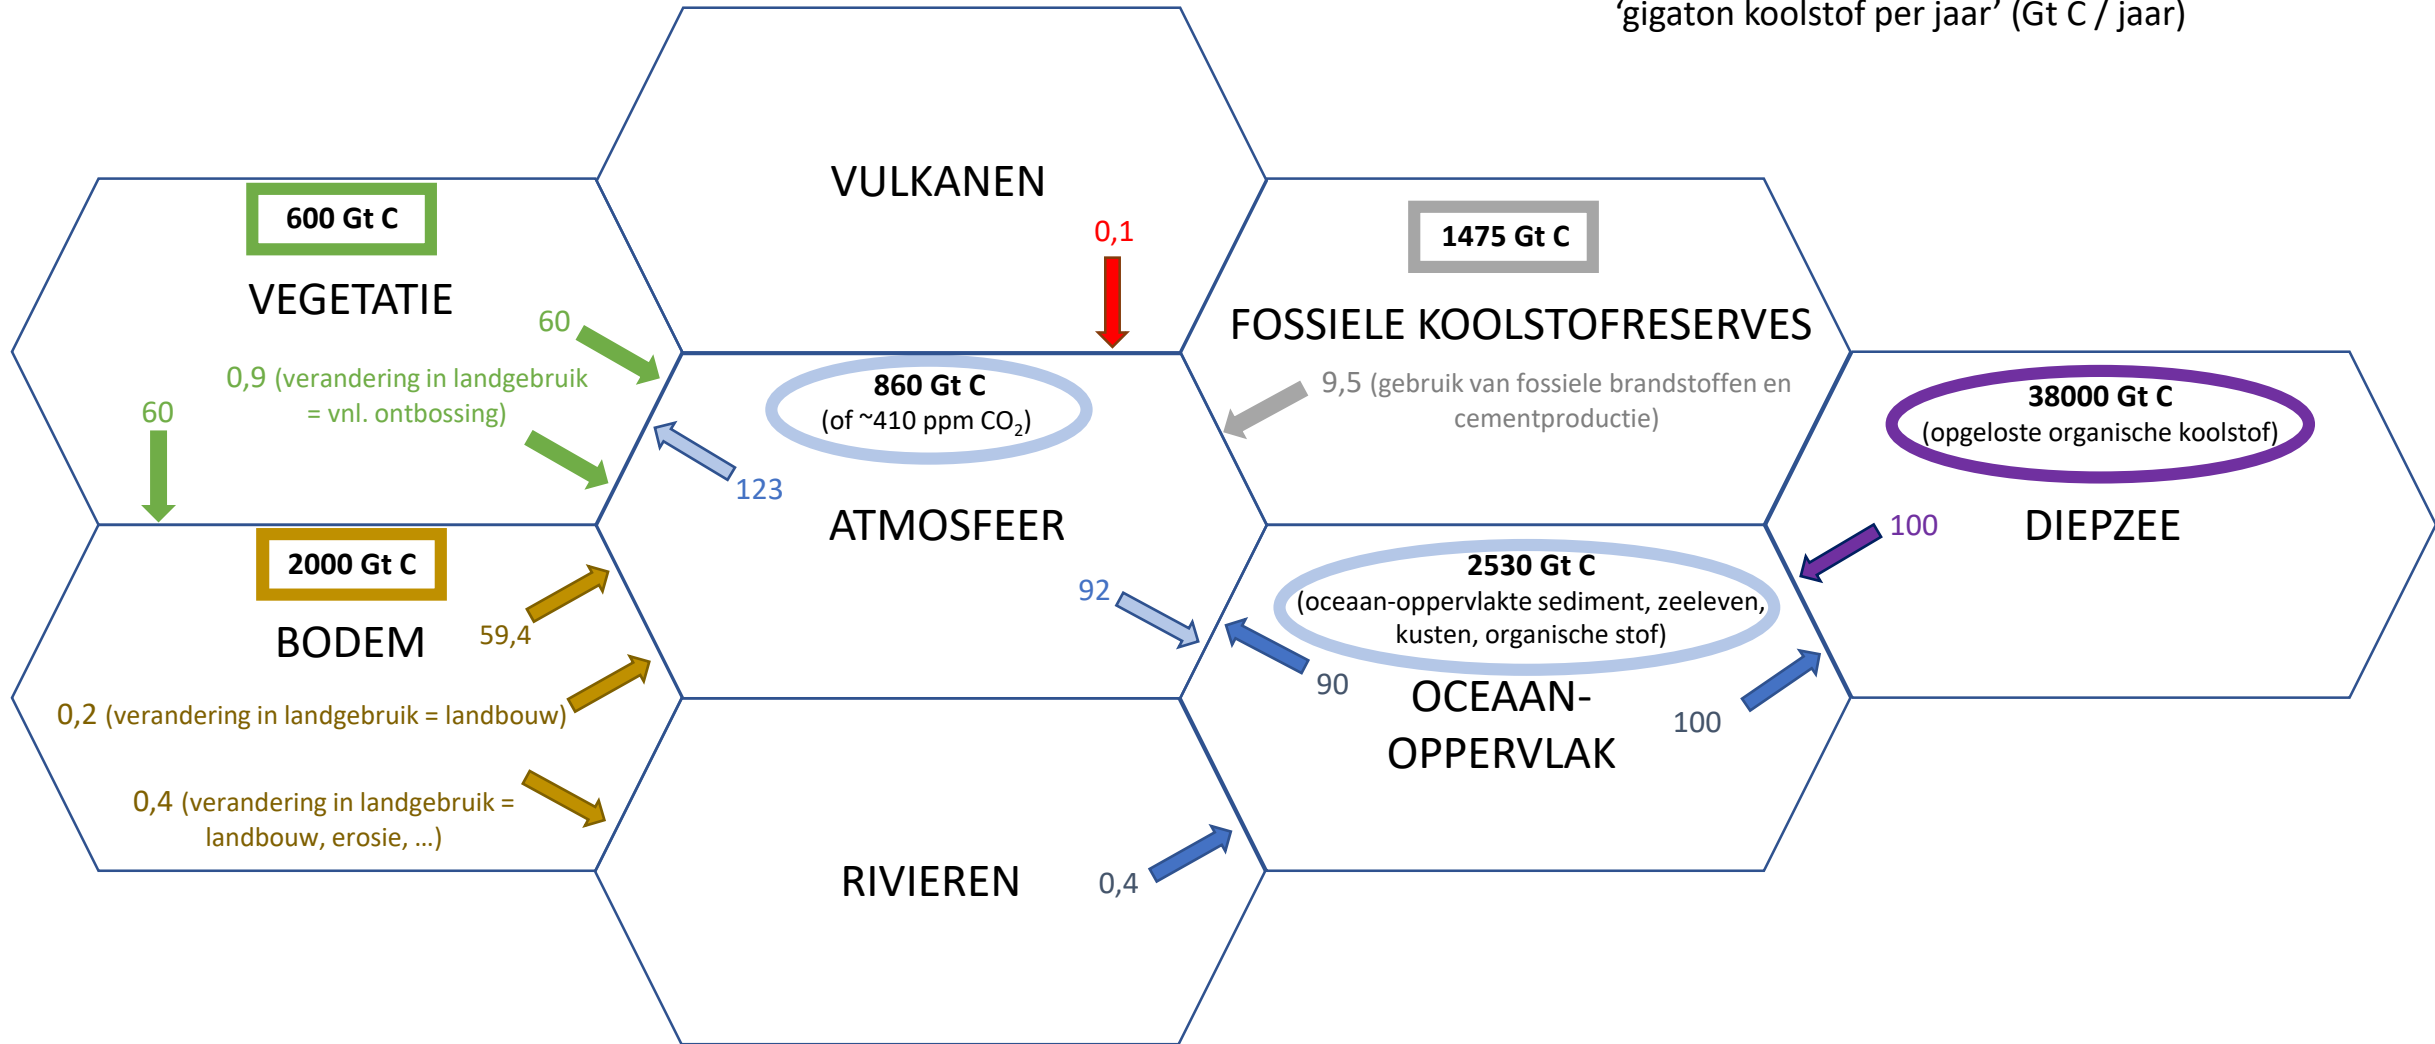 ‘gigaton koolstof per jaar’ (Gt C / jaar)
VULKANEN
0,1
600 Gt C
VEGETATIE
60
0,9 (verandering in landgebruik
= vnl. ontbossing)
60
1475 Gt C
FOSSIELE KOOLSTOFRESERVES
9,5 (gebruik van fossiele brandstoffen en
cementproductie)
860 Gt C
(of ~410 ppm CO₂)
123
ATMOSFEER
92
38000 Gt C
(opgeloste organische koolstof)
DIEPZEE
100
2000 Gt C
BODEM
59,4
0,2 (verandering in landgebruik = landbouw)
0,4 (verandering in landgebruik =
landbouw, erosie, …)
2530 Gt C
(oceaan-oppervlakte sediment, zeeleven,
kusten, organische stof)
90
OCEAAN-
OPPERVLAK
100
RIVIEREN
0,4